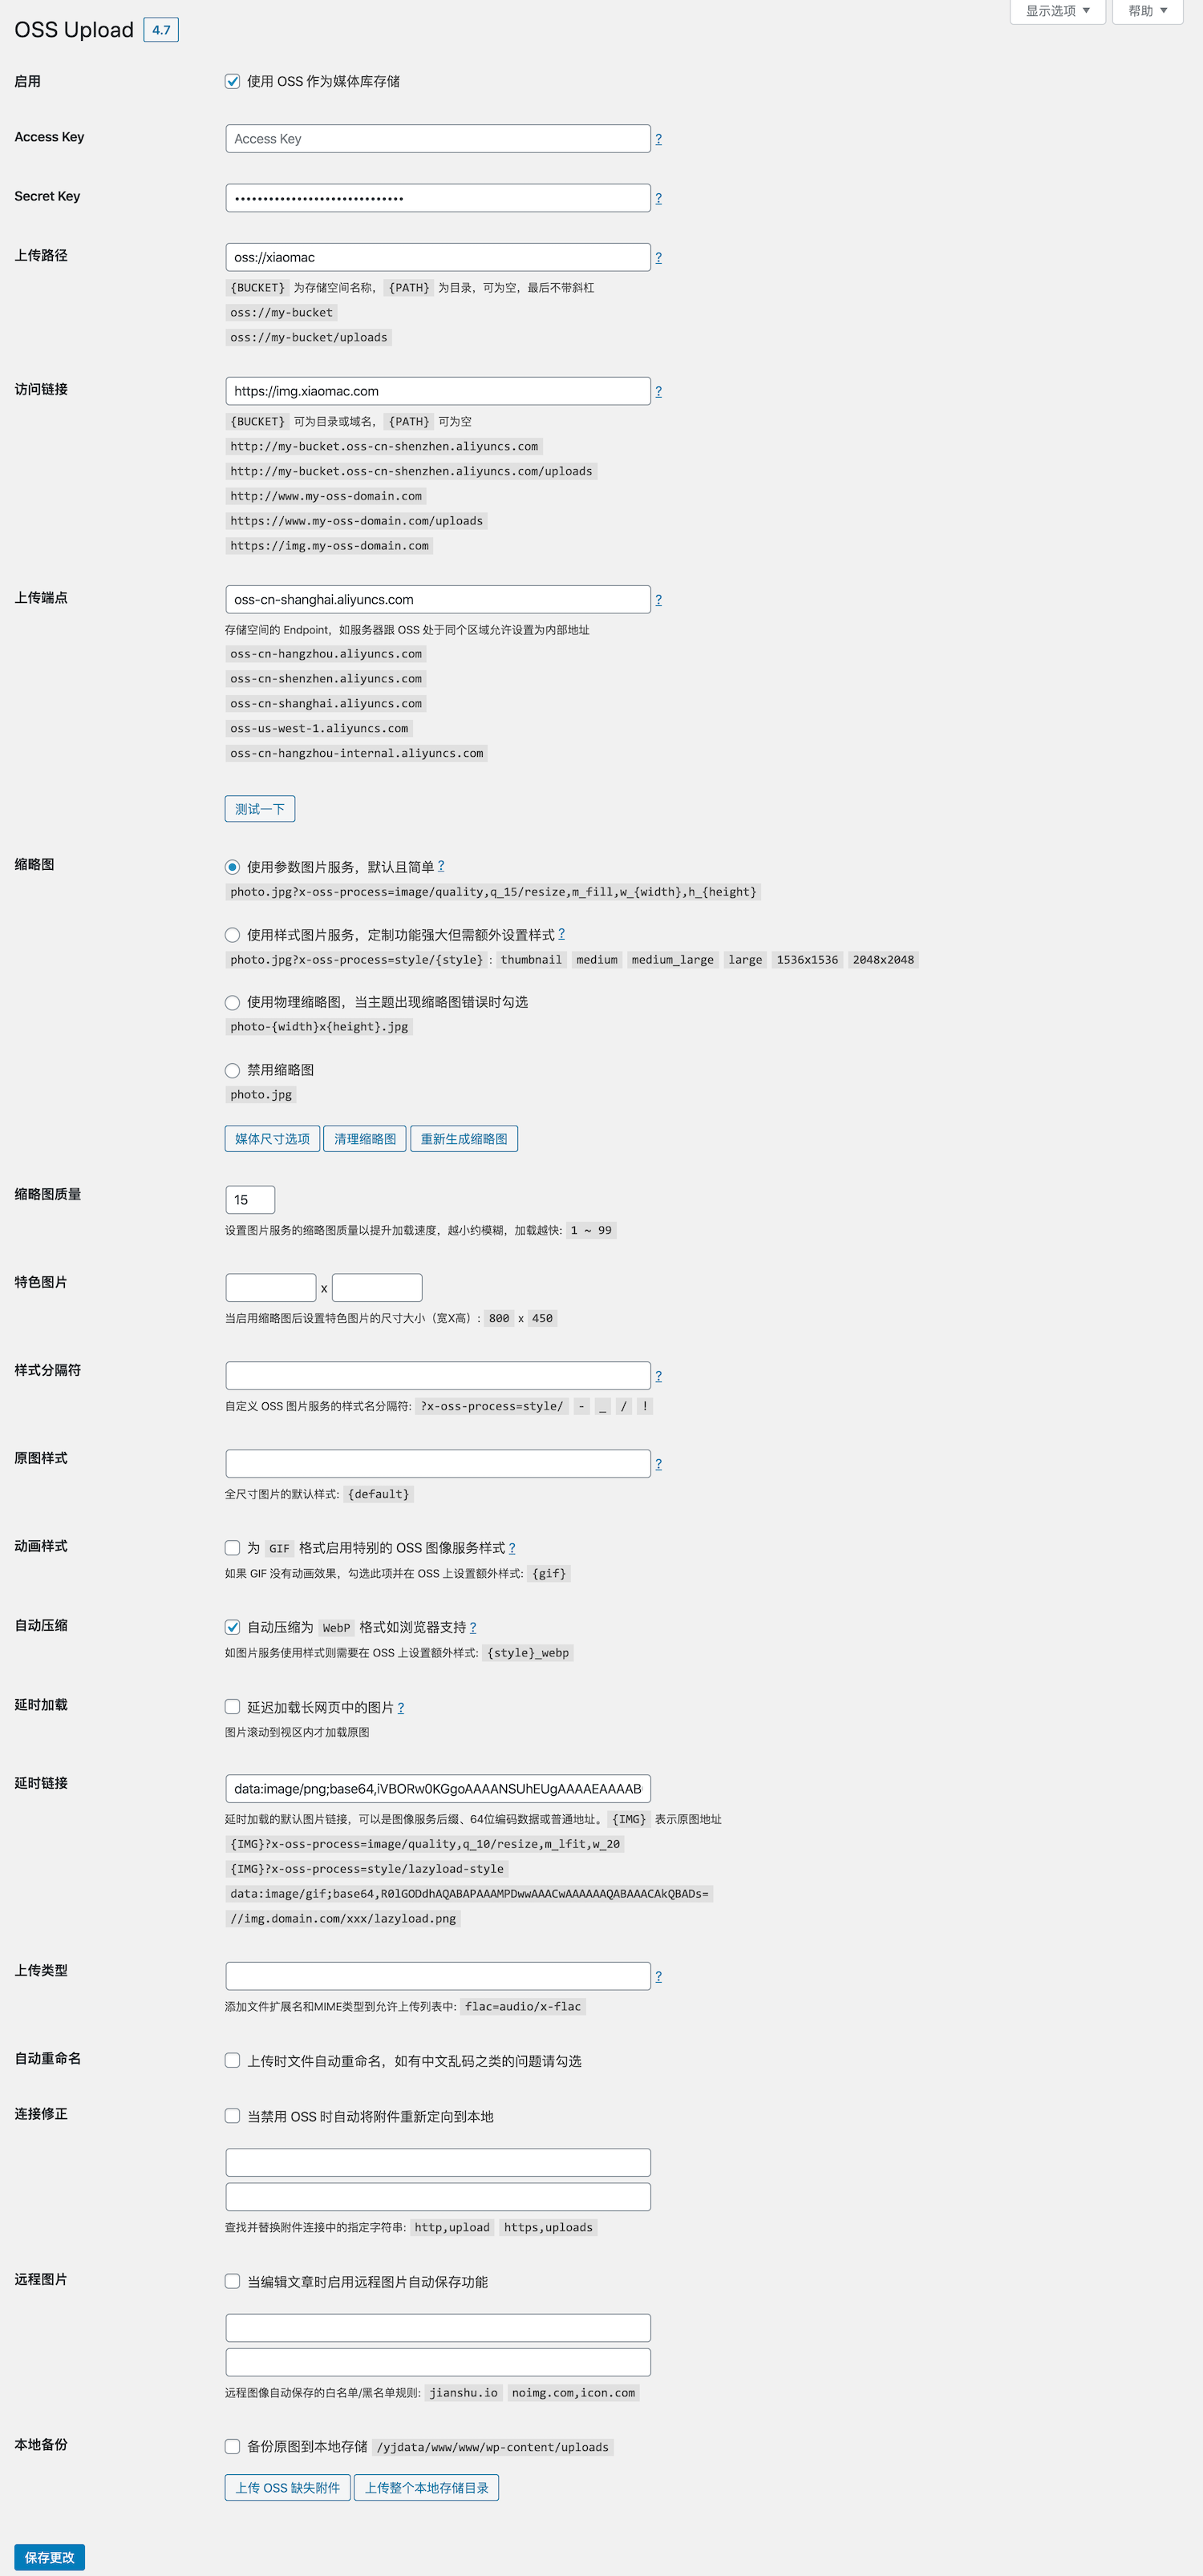 显示选项 ▼ 帮助 ▼
OSS Upload 4.7
启用 使用 OSS 作为媒体库存储
Access Key Access Key ?
Secret Key ••••••••••••••••••••••••••••• ?
上传路径 oss://xiaomac ?
{BUCKET} 为存储空间名称，{PATH} 为目录，可为空，最后不带斜杠
oss://my-bucket
oss://my-bucket/uploads
访问链接 https://img.xiaomac.com ?
{BUCKET} 可为目录或域名，{PATH} 可为空
http://my-bucket.oss-cn-shenzhen.aliyuncs.com
http://my-bucket.oss-cn-shenzhen.aliyuncs.com/uploads
http://www.my-oss-domain.com
https://www.my-oss-domain.com/uploads
https://img.my-oss-domain.com
上传端点 oss-cn-shanghai.aliyuncs.com ?
存储空间的 Endpoint，如服务器跟 OSS 处于同个区域允许设置为内部地址
oss-cn-hangzhou.aliyuncs.com
oss-cn-shenzhen.aliyuncs.com
oss-cn-shanghai.aliyuncs.com
oss-us-west-1.aliyuncs.com
oss-cn-hangzhou-internal.aliyuncs.com
测试一下
缩略图 使用参数图片服务，默认且简单 ?
photo.jpg?x-oss-process=image/quality,q_15/resize,m_fill,w_{width},h_{height}
使用样式图片服务，定制功能强大但需额外设置样式 ?
photo.jpg?x-oss-process=style/{style} : thumbnail medium medium_large large 1536x1536 2048x2048
使用物理缩略图，当主题出现缩略图错误时勾选
photo-{width}x{height}.jpg
禁用缩略图
photo.jpg
媒体尺寸选项 清理缩略图 重新生成缩略图
缩略图质量 15
设置图片服务的缩略图质量以提升加载速度，越小约模糊，加载越快: 1 ~ 99
特色图片 x
当启用缩略图后设置特色图片的尺寸大小（宽X高）: 800 x 450
样式分隔符 ?
自定义 OSS 图片服务的样式名分隔符: ?x-oss-process=style/ - _ / !
原图样式 ?
全尺寸图片的默认样式: {default}
动画样式 为 GIF 格式启用特别的 OSS 图像服务样式 ?
如果 GIF 没有动画效果，勾选此项并在 OSS 上设置额外样式: {gif}
自动压缩 自动压缩为 WebP 格式如浏览器支持 ?
如图片服务使用样式则需要在 OSS 上设置额外样式: {style}_webp
延时加载 延迟加载长网页中的图片 ?
图片滚动到视区内才加载原图
延时链接 data:image/png;base64,iVBORw0KGgoAAAANSUhEUgAAAAEAAAAB
延时加载的默认图片链接，可以是图像服务后缀、64位编码数据或普通地址。{IMG} 表示原图地址
{IMG}?x-oss-process=image/quality,q_10/resize,m_lfit,w_20
{IMG}?x-oss-process=style/lazyload-style
data:image/gif;base64,R0lGODdhAQABAPAAAMPDwwAAACwAAAAAAQABAAACAkQBADs=
//img.domain.com/xxx/lazyload.png
上传类型 ?
添加文件扩展名和MIME类型到允许上传列表中: flac=audio/x-flac
自动重命名 上传时文件自动重命名，如有中文乱码之类的问题请勾选
连接修正 当禁用 OSS 时自动将附件重新定向到本地
查找并替换附件连接中的指定字符串: http,upload https,uploads
远程图片 当编辑文章时启用远程图片自动保存功能
远程图像自动保存的白名单/黑名单规则: jianshu.io noimg.com,icon.com
本地备份 备份原图到本地存储 /yjdata/www/www/wp-content/uploads
上传 OSS 缺失附件 上传整个本地存储目录
保存更改